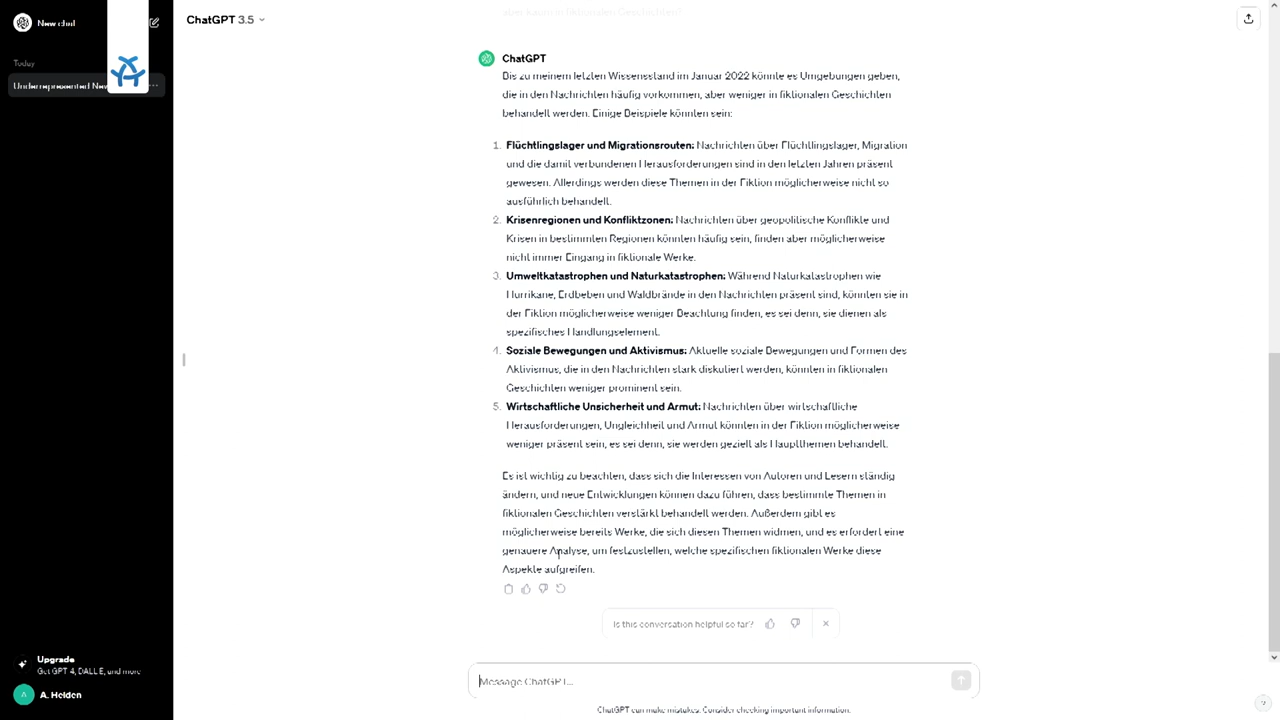 New chat
ChatGPT 3.5
aber kaum in fiktionalen Geschichten?
Today
Underrepresented New
ChatGPT
Bis zu meinem letzten Wissensstand im Januar 2022 könnte es Umgebungen geben,
die in den Nachrichten häufig vorkommen, aber weniger in fiktionalen Geschichten
behandelt werden. Einige Beispiele könnten sein:
1. Flüchtlingslager und Migrationsrouten: Nachrichten über Flüchtlingslager, Migration
und die damit verbundenen Herausforderungen sind in den letzten Jahren präsent
gewesen. Allerdings werden diese Themen in der Fiktion möglicherweise nicht so
ausführlich behandelt.
2. Krisenregionen und Konfliktzonen: Nachrichten über geopolitische Konflikte und
Krisen in bestimmten Regionen könnten häufig sein, finden aber möglicherweise
nicht immer Eingang in fiktionale Werke.
3. Umweltkatastrophen und Naturkatastrophen: Während Naturkatastrophen wie
Hurrikane, Erdbeben und Waldbrände in den Nachrichten präsent sind, könnten sie in
der Fiktion möglicherweise weniger Beachtung finden, es sei denn, sie dienen als
spezifisches Handlungselement.
4. Soziale Bewegungen und Aktivismus: Aktuelle soziale Bewegungen und Formen des
Aktivismus, die in den Nachrichten stark diskutiert werden, könnten in fiktionalen
Geschichten weniger prominent sein.
5. Wirtschaftliche Unsicherheit und Armut: Nachrichten über wirtschaftliche
Herausforderungen, Ungleichheit und Armut könnten in der Fiktion möglicherweise
weniger präsent sein, es sei denn, sie werden gezielt als Hauptthemen behandelt.
Es ist wichtig zu beachten, dass sich die Interessen von Autoren und Lesern ständig
ändern, und neue Entwicklungen können dazu führen, dass bestimmte Themen in
fiktionalen Geschichten verstärkt behandelt werden. Außerdem gibt es
möglicherweise bereits Werke, die sich diesen Themen widmen, und es erfordert eine
genauere Analyse, um festzustellen, welche spezifischen fiktionalen Werke diese
Aspekte aufgreifen.
Is this conversation helpful so far?
Upgrade
Get GPT 4, DALL E, and more
A
A. Helden
Message ChatGPT...
ChatGPT can make mistakes. Consider checking important information.
?